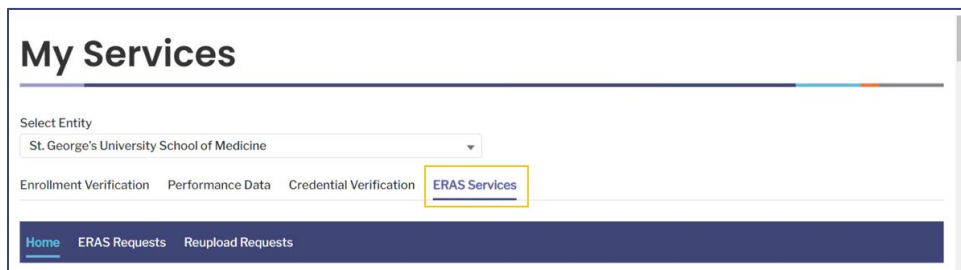 My Services
Select Entity
St. George's University School of Medicine
Enrollment Verification Performance Data Credential Verification ERAS Services
Home ERAS Requests Reupload Requests